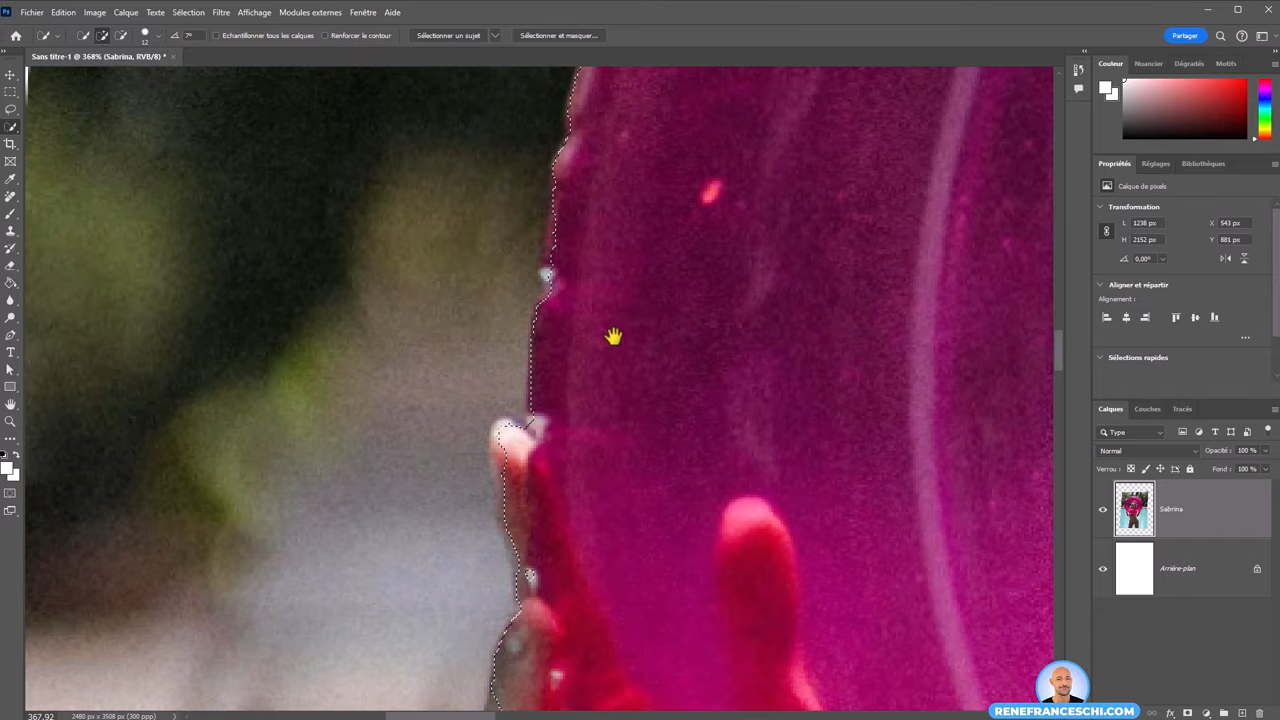 Fichier Edition Image Calque Texte Sélection Filtre Affichage Modules externes Fenêtre Aide
12 7° Echantillonner tous les calques Renforcer le contour Sélectionner un sujet Sélectionner et masquer... Partager
Sans titre-1 @ 368% (Sabrina, RVB/8) * ×
Couleur Nuancier Dégradés Motifs
Propriétés Réglages Bibliothèques
Calque de pixels
Transformation
L 1238 px X 543 px
H 2152 px Y 881 px
0,00°
Aligner et répartir
Alignement :
Sélections rapides
Calques Couches Tracés
Type
Normal Opacité : 100 %
Verrou : Fond : 100 %
Sabrina
Arrière-plan
RENEFRANCESCHI.COM
367,92 2480 px x 3508 px (300 ppp)